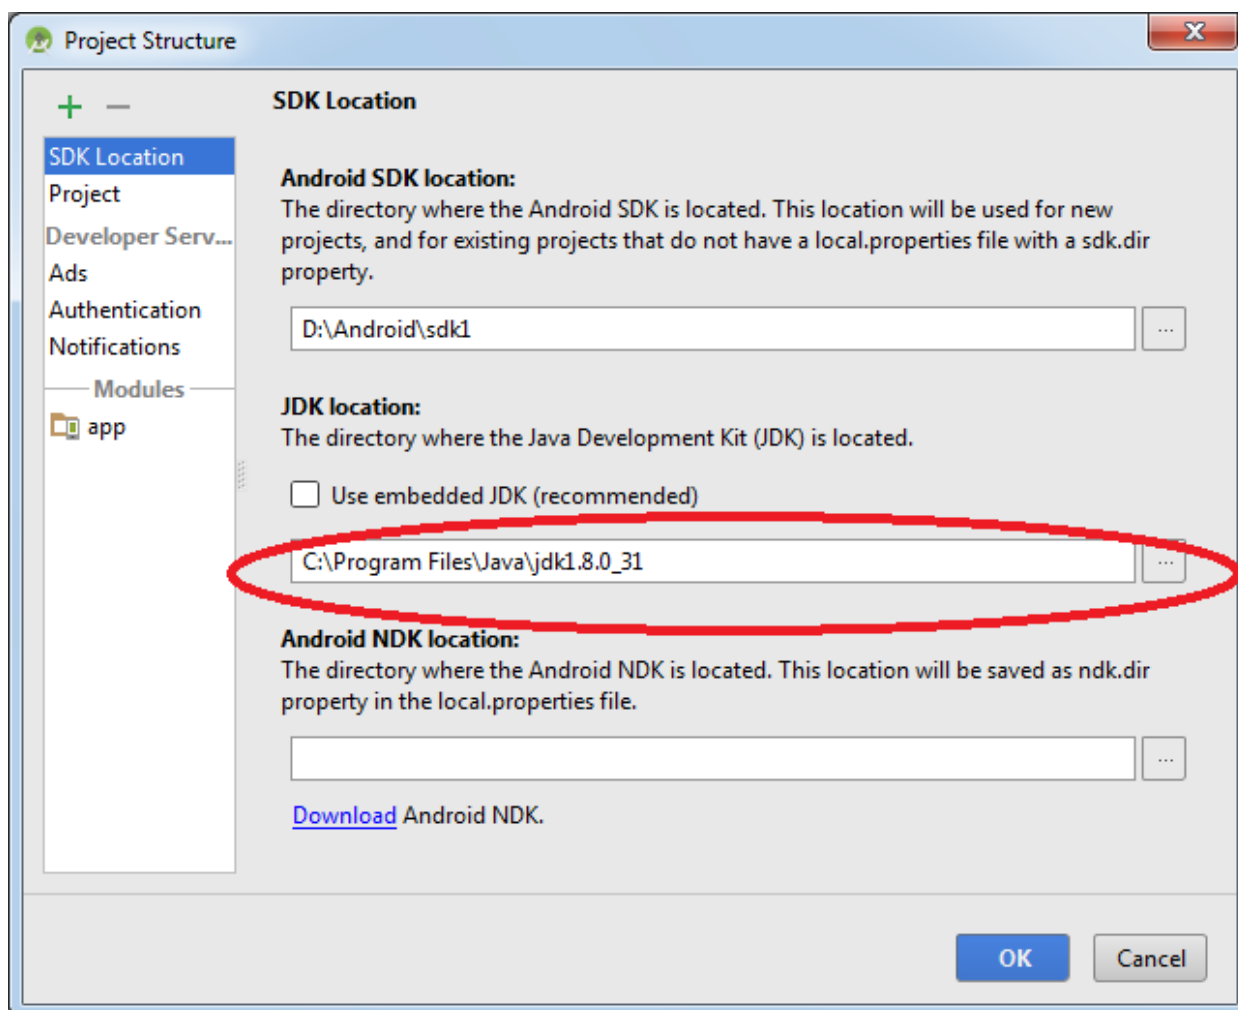 Project Structure
SDK Location
SDK Location
Project
Developer Serv...
Ads
Authentication
Notifications
Modules
app
Android SDK location:
The directory where the Android SDK is located. This location will be used for new
projects, and for existing projects that do not have a local.properties file with a sdk.dir
property.
D:\Android\sdk1
...
JDK location:
The directory where the Java Development Kit (JDK) is located.
Use embedded JDK (recommended)
C:\Program Files\Java\jdk1.8.0_31
...
Android NDK location:
The directory where the Android NDK is located. This location will be saved as ndk.dir
property in the local.properties file.
...
Download Android NDK.
OK
Cancel